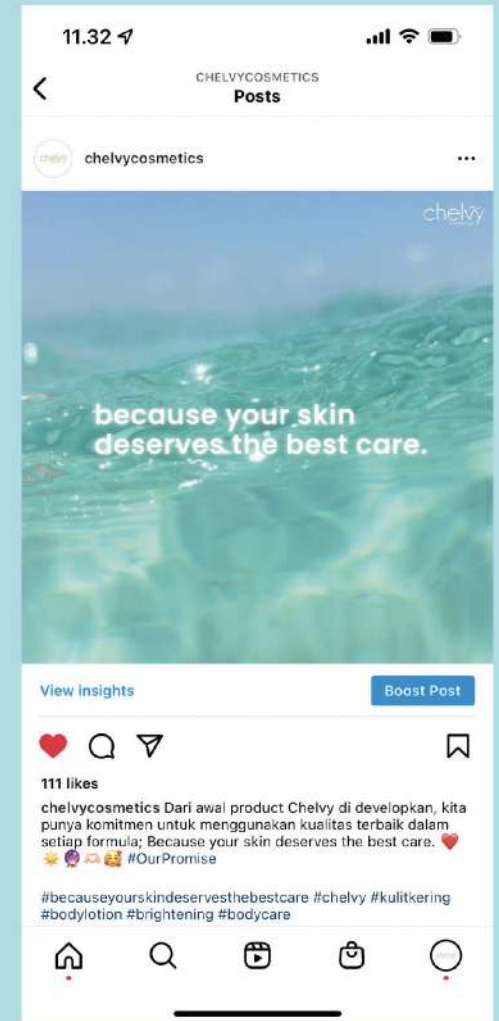 11.32
CHELVYCOSMETICS
Posts
chelvycosmetics
chelvy
because your skin
deserves the best care.
View insights
Boost Post
111 likes
chelvycosmetics Dari awal product Chelvy di developkan, kita
punya komitmen untuk menggunakan kualitas terbaik dalam
setiap formula; Because your skin deserves the best care. ❤️
☀️🔮🫶🥰 #OurPromise
#becauseyourskindeservesthebestcare #chelvy #kulitkering
#bodylotion #brightening #bodycare